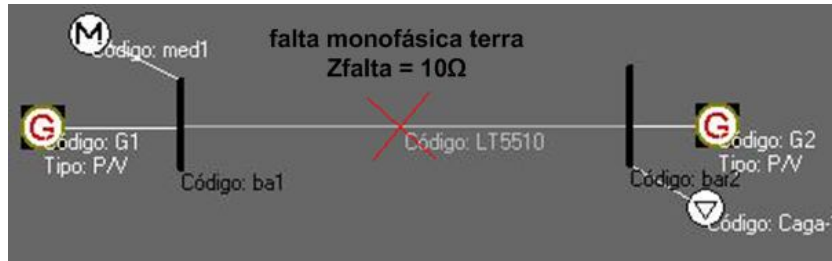 M
Código: med1
falta monofásica terra
Zfalta = 10Ω
G
Código: G1
Tipo: P/V
Código: ba1
Código: LT5510
G
Código: G2
Tipo: P/V
Código: bar2
Código: Caga-